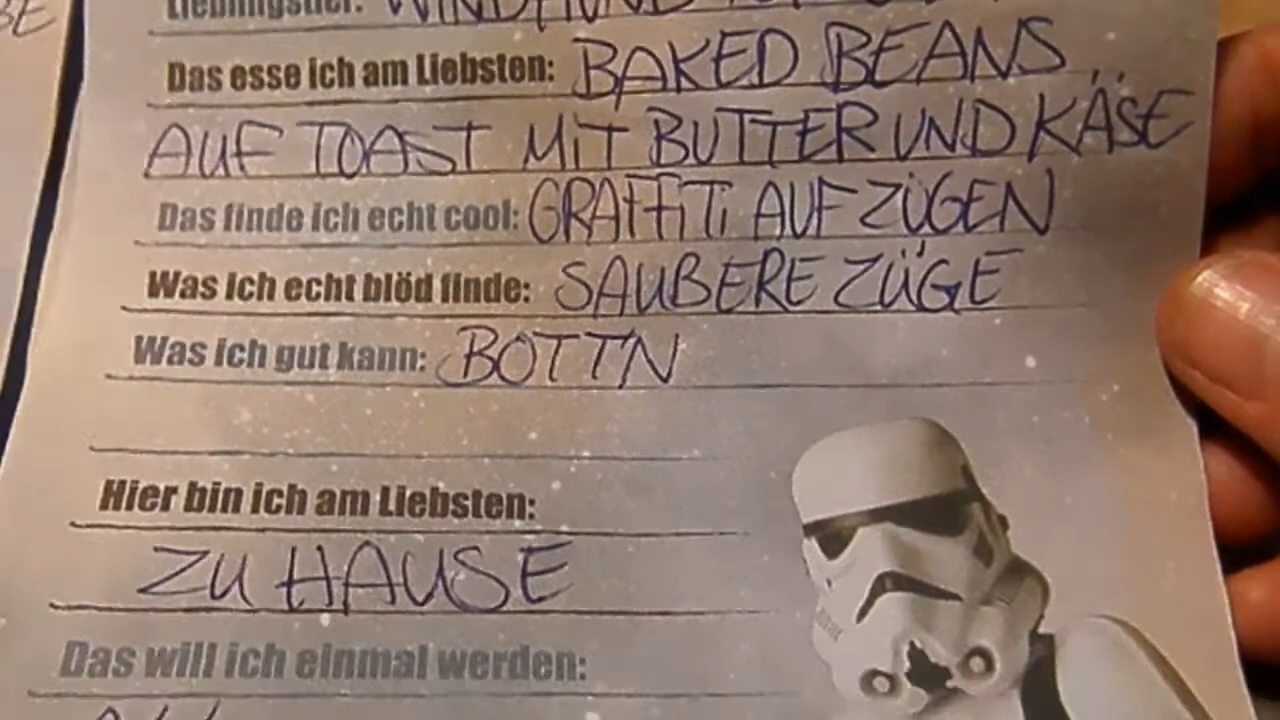 Lieblingstier: WINDHUND
Das esse ich am Liebsten: BAKED BEANS
AUF TOAST MIT BUTTER UND KÄSE
Das finde ich echt cool: GRAFFITI AUF ZÜGEN
Was ich echt blöd finde: SAUBERE ZÜGE
Was ich gut kann: BOTTN
Hier bin ich am Liebsten:
ZU HAUSE
Das will ich einmal werden: